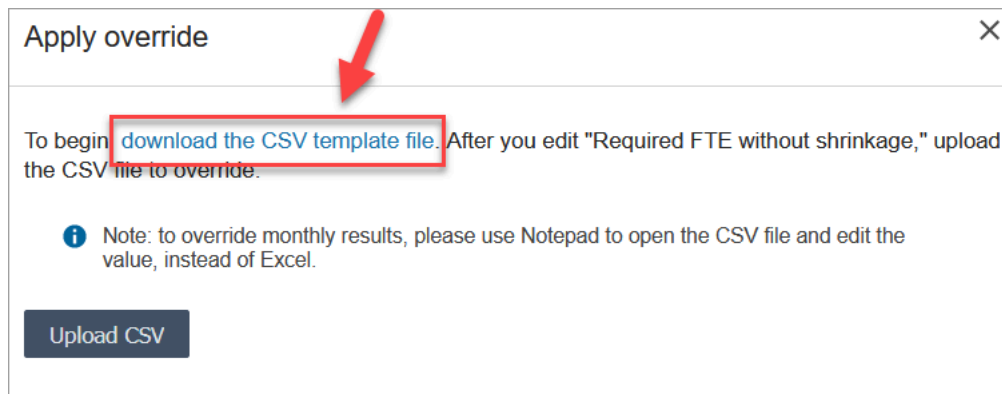 Apply override
To begin, download the CSV template file. After you edit "Required FTE without shrinkage," upload
the CSV file to override.
Note: to override monthly results, please use Notepad to open the CSV file and edit the
value, instead of Excel.
Upload CSV